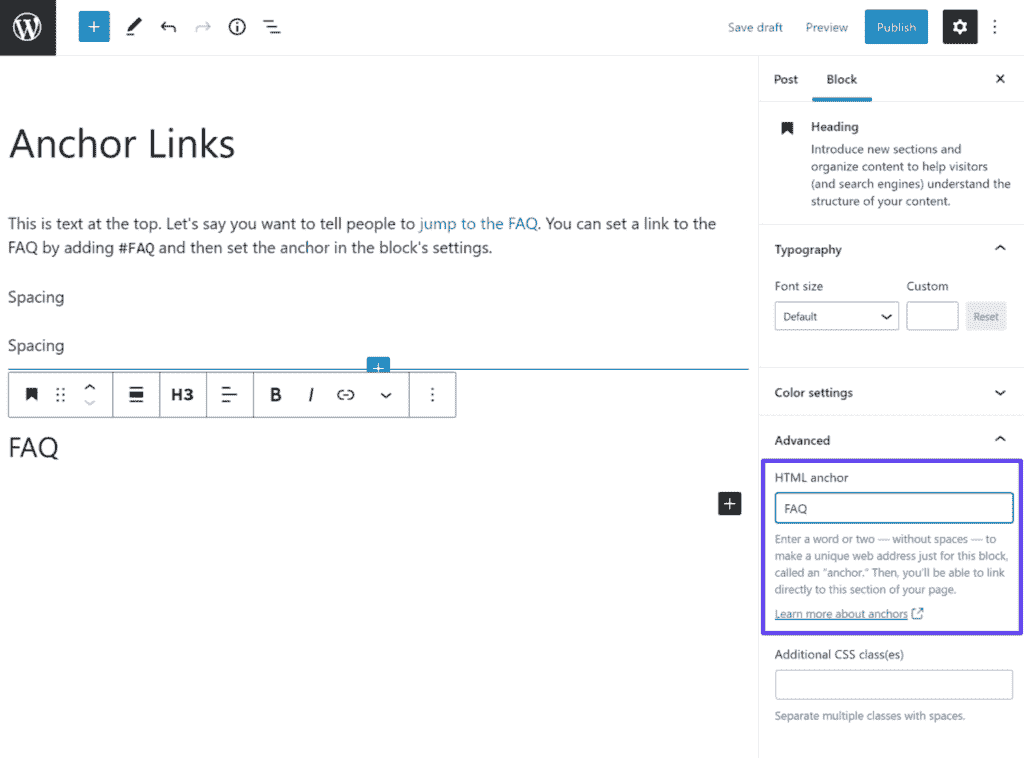 Save draft
Preview
Publish
Anchor Links
This is text at the top. Let's say you want to tell people to jump to the FAQ. You can set a link to the
FAQ by adding #FAQ and then set the anchor in the block's settings.
Spacing
Spacing
H3
B I
FAQ
Post
Block
Heading
Introduce new sections and
organize content to help visitors
(and search engines) understand the
structure of your content.
Typography
Font size
Custom
Default
Reset
Color settings
Advanced
HTML anchor
FAQ
Enter a word or two — without spaces — to
make a unique web address just for this block,
called an "anchor." Then, you'll be able to link
directly to this section of your page.
Learn more about anchors
Additional CSS class(es)
Separate multiple classes with spaces.